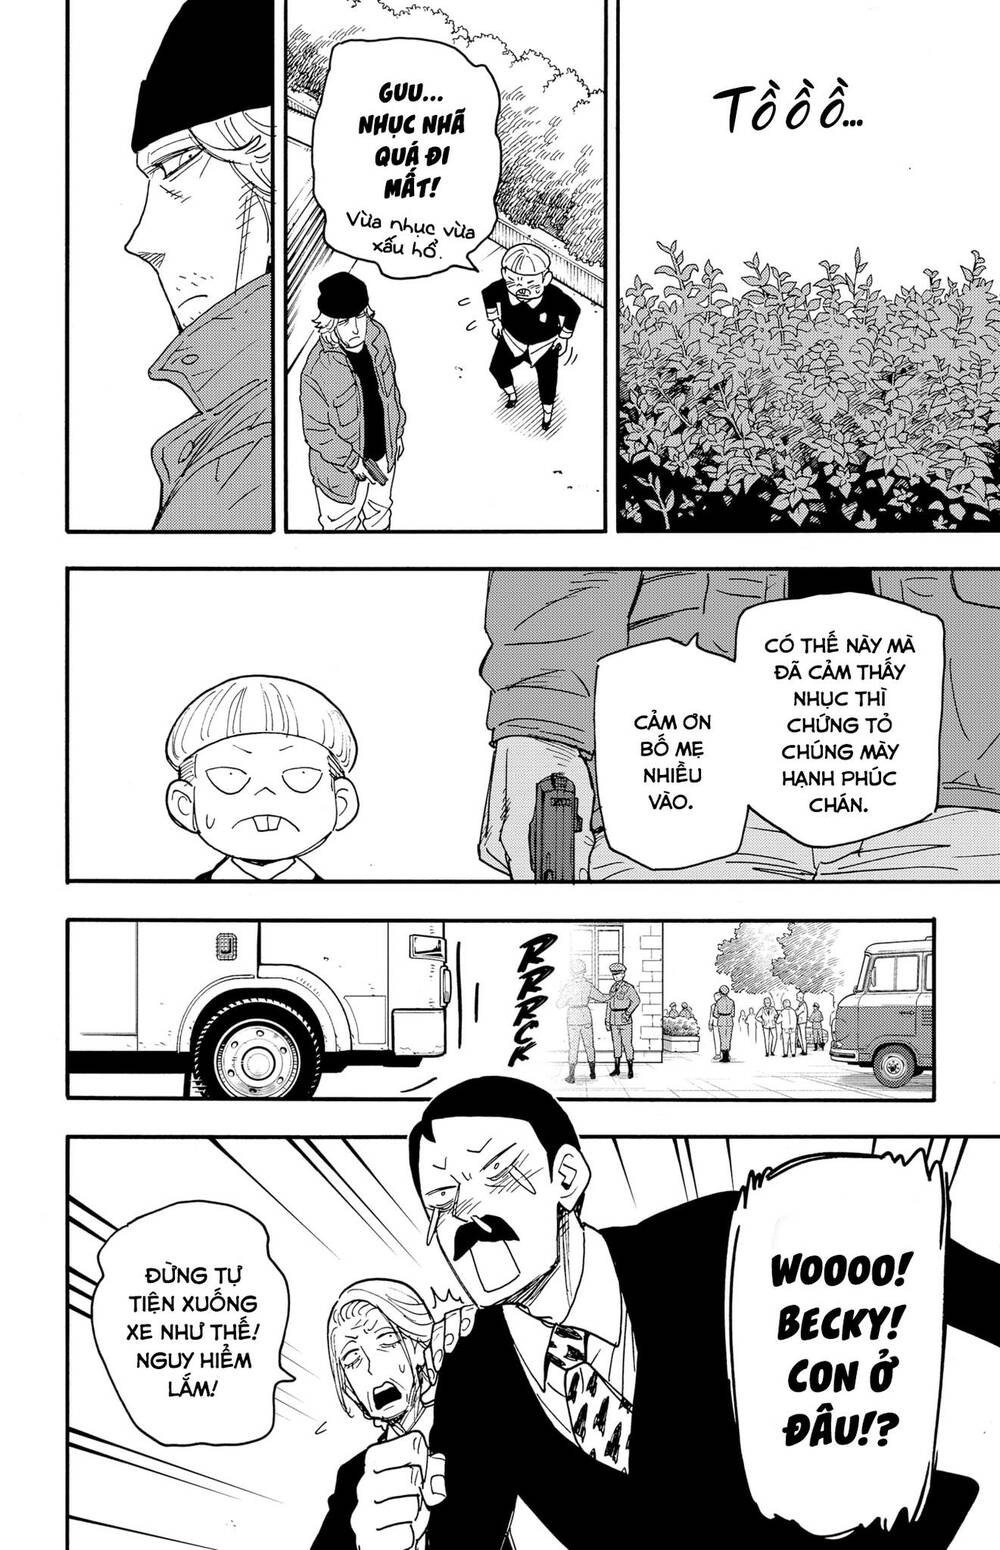 TỒỒỒ...
GUU...
NHỤC NHÃ
QUÁ ĐI
MẤT!
Vừa nhục vừa
xấu hổ.
CÓ THẾ NÀY MÀ
ĐÃ CẢM THẤY
NHỤC THÌ
CHỨNG TỎ
CHÚNG MÀY
HẠNH PHÚC
CHÁN.
CẢM ƠN
BỐ MẸ
NHIỀU
VÀO.
RRRCK
WOOOO!
BECKY!
CON Ở
ĐÂU!?
ĐỪNG TỰ
TIỆN XUỐNG
XE NHƯ THẾ!
NGUY HIỂM
LẮM!